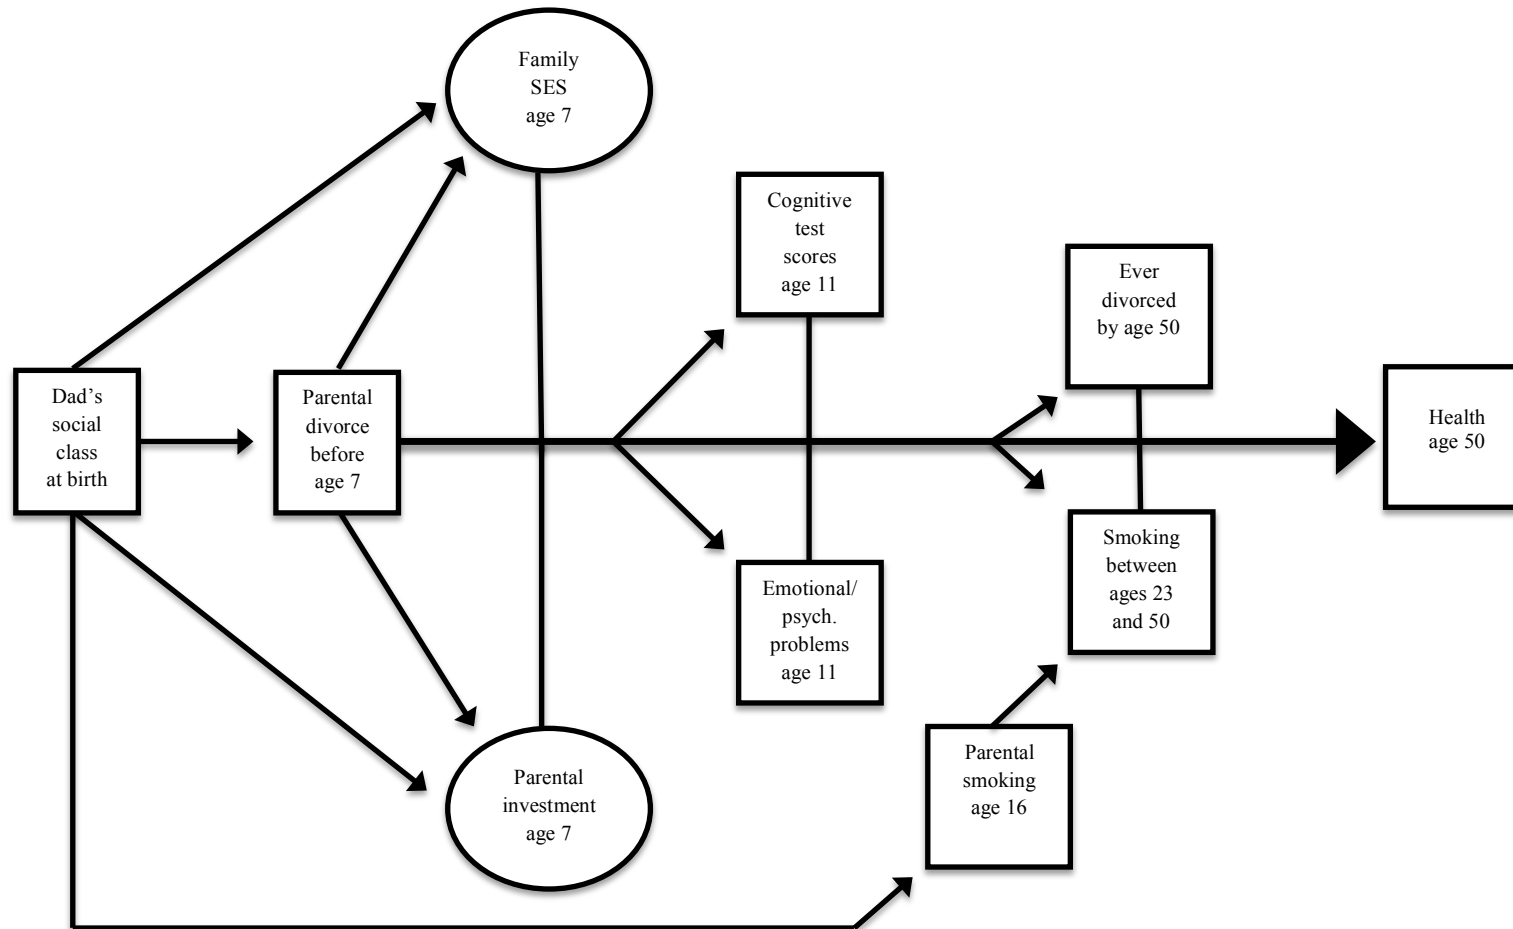 Family
SES
age 7
Cognitive
test
scores
age 11
Ever
divorced
by age 50
Dad’s
social
class
at birth
Parental
divorce
before
age 7
Health
age 50
Smoking
between
ages 23
and 50
Emotional/
psych.
problems
age 11
Parental
investment
age 7
Parental
smoking
age 16